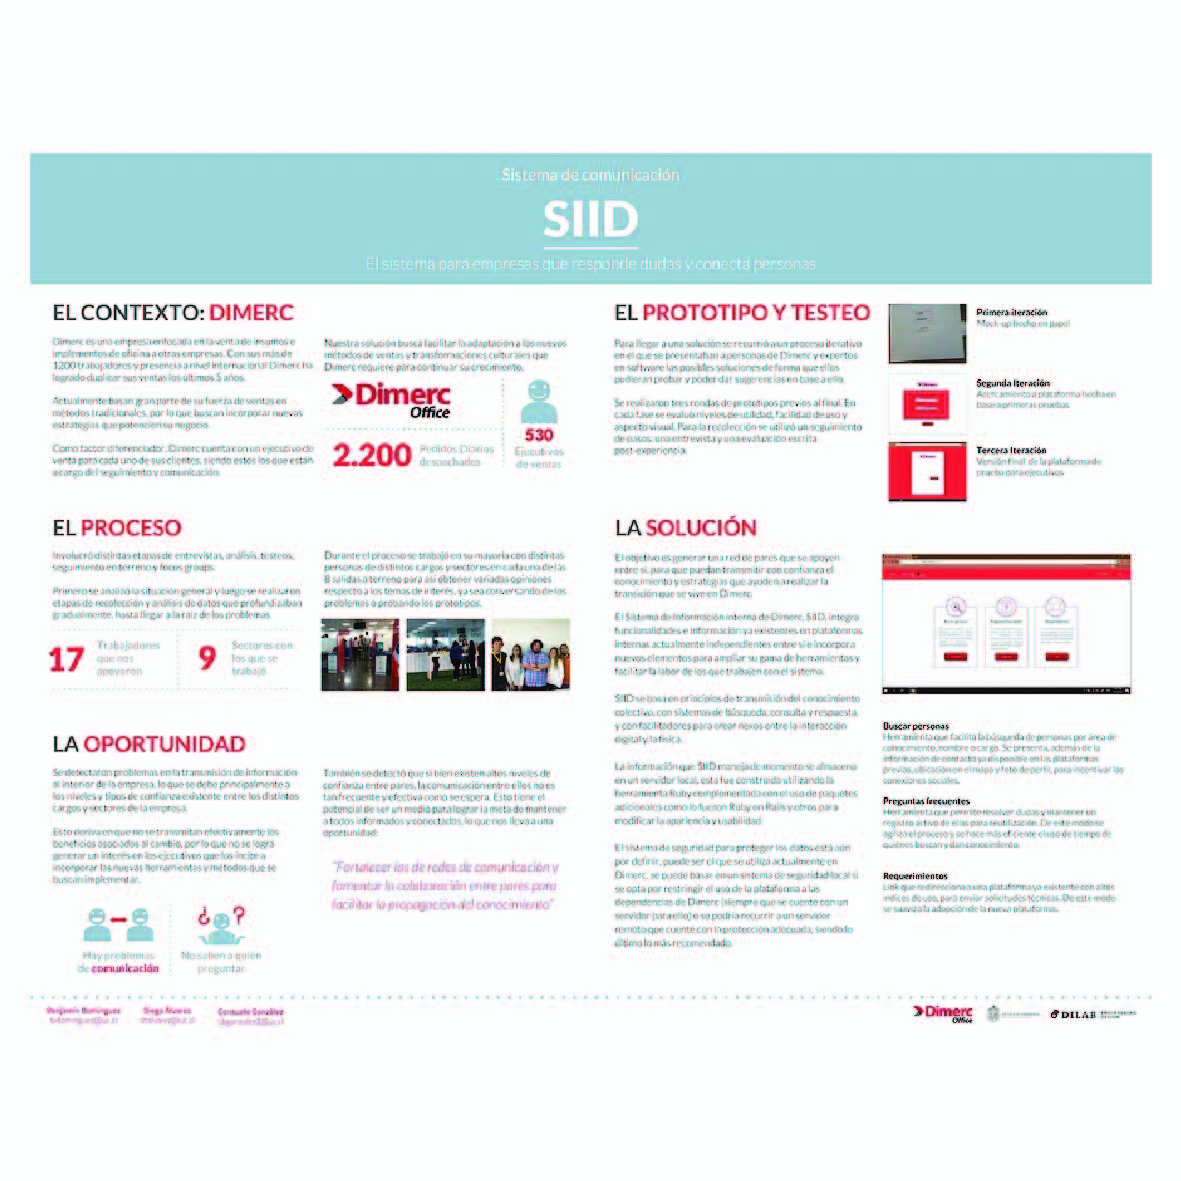 Sistema de comunicación
SIID
El sistema para empresas que responde dudas y conecta personas
EL CONTEXTO: DIMERC
Dimerc es una empresa enfocada en la venta de insumos e
implementos de oficina a otras empresas. Con sus más de
1200 trabajadores y presencia a nivel internacional Dimerc ha
logrado duplicar sus ventas los últimos 5 años.
Actualmente basan gran parte de su fuerza de ventas en
métodos tradicionales, por lo que buscan incorporar nuevas
estrategias que potencien su negocio.
Como factor diferenciador, Dimerc cuenta con un ejecutivo de
venta para cada uno de sus clientes, siendo estos los que están
a cargo del seguimiento y comunicación.
Nuestra solución busca facilitar la adaptación a los nuevos
métodos de ventas y transformaciones culturales que
Dimerc requiere para continuar su crecimiento.
Dimerc
Office
2.200
Pedidos Diarios
despachados
530
Ejecutivos
de ventas
EL PROCESO
Involucró distintas etapas de entrevistas, análisis, testeos,
seguimiento en terreno y focus groups.
Primero se analizó la situación general y luego se realizaron
etapas de recolección y análisis de datos que profundizaban
gradualmente, hasta llegar a la raíz de los problemas.
17
Trabajadores
que nos
apoyaron
9
Sectores con
los que se
trabajó
Durante el proceso se trabajó en su mayoría con distintas
personas de distintos cargos y sectores en cada uno de las
8 salidas a terreno para así obtener variadas opiniones
respecto a los temas de interés, ya sea conversando de los
problemas o probando los prototipos.
LA OPORTUNIDAD
Se detectaron problemas en la transmisión de información
al interior de la empresa, lo que se debe principalmente a
los niveles y tipos de confianza existente entre los distintos
cargos y sectores de la empresa.
Esto deriva en que no se transmitan efectivamente los
beneficios asociados al cambio, por lo que no se logra
generar un interés en los ejecutivos que los incite a
incorporar las nuevas herramientas y métodos que se
buscan implementar.
Hay problemas
de comunicación
¿ ?
No saben a quién
preguntar
También se detectó que si bien existen altos niveles de
confianza entre pares, la comunicación entre ellos no es
tan frecuente y efectiva como se espera. Esto tiene el
potencial de ser un medio para lograr la meta de mantener
a todos informados y conectados, lo que nos lleva a una
oportunidad:
"Fortalecer las de redes de comunicación y
fomentar la colaboración entre pares para
facilitar la propagación del conocimiento"
EL PROTOTIPO Y TESTEO
Para llegar a una solución se recurrió a un proceso iterativo
en el que se presentaban a personas de Dimerc y expertos
en software las posibles soluciones de forma que ellos
pudieran probar y poder dar sugerencias en base a ello.
Se realizaron tres rondas de prototipos previos al final. En
cada fase se evaluó niveles de utilidad, facilidad de uso y
aspecto visual. Para la recolección se utilizó un seguimiento
de pasos, una entrevista y una evaluación escrita
post-experiencia.
Primera iteración
Mock-up hecho en papel
Segunda iteración
Acercamiento a plataforma hecha en
base a primeras pruebas.
Tercera Iteración
Versión final de la plataforma de
prueba para ejecutivos
LA SOLUCIÓN
El objetivo es generar una red de pares que se apoyen
entre sí, para que puedan transmitir con confianza el
conocimiento y estrategias que ayuden a realizar la
transición que se vive en Dimerc.
El Sistema de Información interna de Dimerc, SIID, integra
funcionalidades e información ya existentes en plataformas
internas actualmente independientes entre sí e incorpora
nuevos elementos para ampliar su gama de herramientas y
facilitar la labor de los que trabajen con el sistema.
SIID se basa en principios de transmisión del conocimiento
colectivo, con sistemas de búsqueda, consulta y respuesta,
y con facilitadores para crear nexos entre la interacción
digital y la física.
La información que SIID maneja de momento se almacena
en un servidor local, esta fue construida utilizando la
herramienta Ruby complementada con el uso de paquetes
adicionales como lo fueron Ruby on Rails y otros para
modificar la apariencia y usabilidad.
El sistema de seguridad para proteger los datos está aún
por definir, puede ser el que se utiliza actualmente en
Dimerc, se puede basar en un sistema de seguridad local si
se opta por restringir el uso de la plataforma a las
dependencias de Dimerc (siempre que se cuente con un
servidor para ello) o se podría recurrir a un servidor
remoto que cuente con la protección adecuada, siendo lo
último lo más recomendado.
Buscar personas
Herramienta que facilita la búsqueda de personas por área de
conocimiento, nombre o cargo. Se presenta, además de la
información de contacto ya disponible en las plataformas
previas, ubicación en el mapa y foto de perfil, para incentivar las
conexiones sociales.
Preguntas frecuentes
Herramienta que permite resolver dudas y mantener un
registro activo de ellas para reutilización. De este modo se
agiliza el proceso y se hace más eficiente el uso de tiempo de
quiénes buscan y dan conocimiento.
Requerimientos
Link que redirecciona a una plataforma ya existente con altos
índices de uso, para enviar solicitudes técnicas. De este modo
se suaviza la adopción de la nueva plataforma.
Benjamín Domínguez
Diego Álvarez
Consuelo González
Dimerc
Office
DILAB